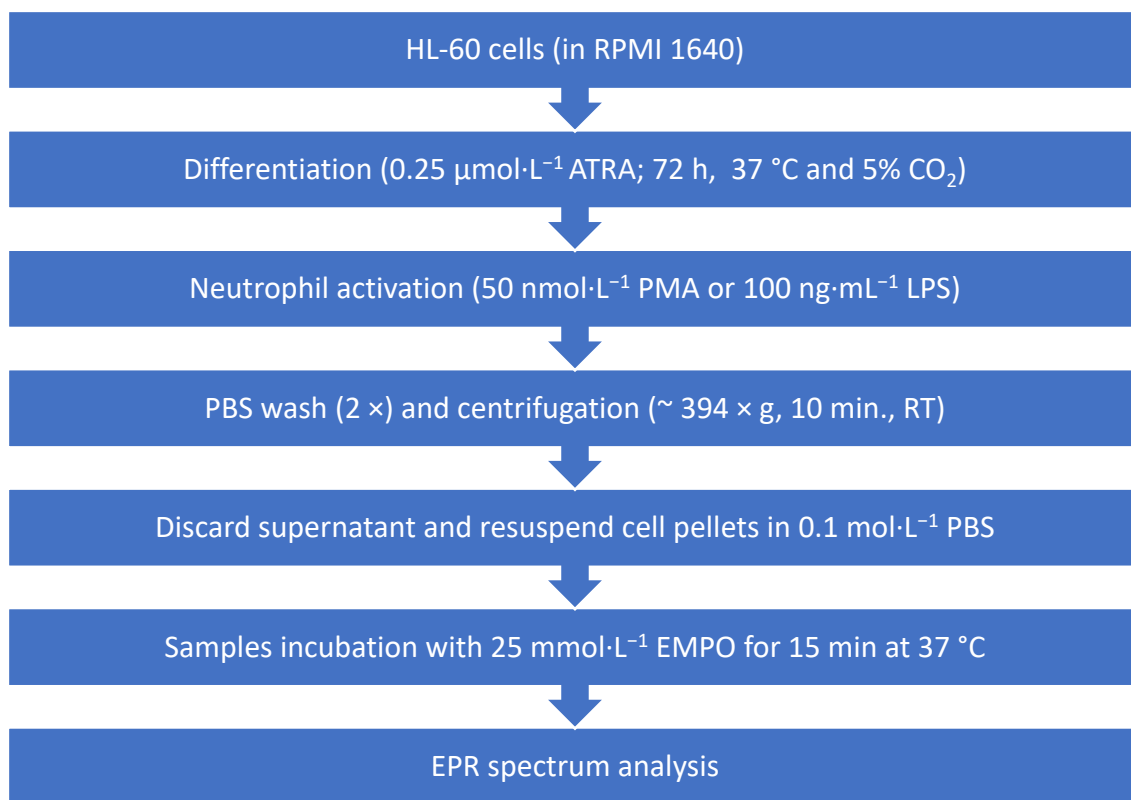 HL-60 cells (in RPMI 1640)
Differentiation (0.25 µmol·L⁻¹ ATRA; 72 h, 37 °C and 5% CO₂)
Neutrophil activation (50 nmol·L⁻¹ PMA or 100 ng·mL⁻¹ LPS)
PBS wash (2 ×) and centrifugation (~ 394 × g, 10 min., RT)
Discard supernatant and resuspend cell pellets in 0.1 mol·L⁻¹ PBS
Samples incubation with 25 mmol·L⁻¹ EMPO for 15 min at 37 °C
EPR spectrum analysis